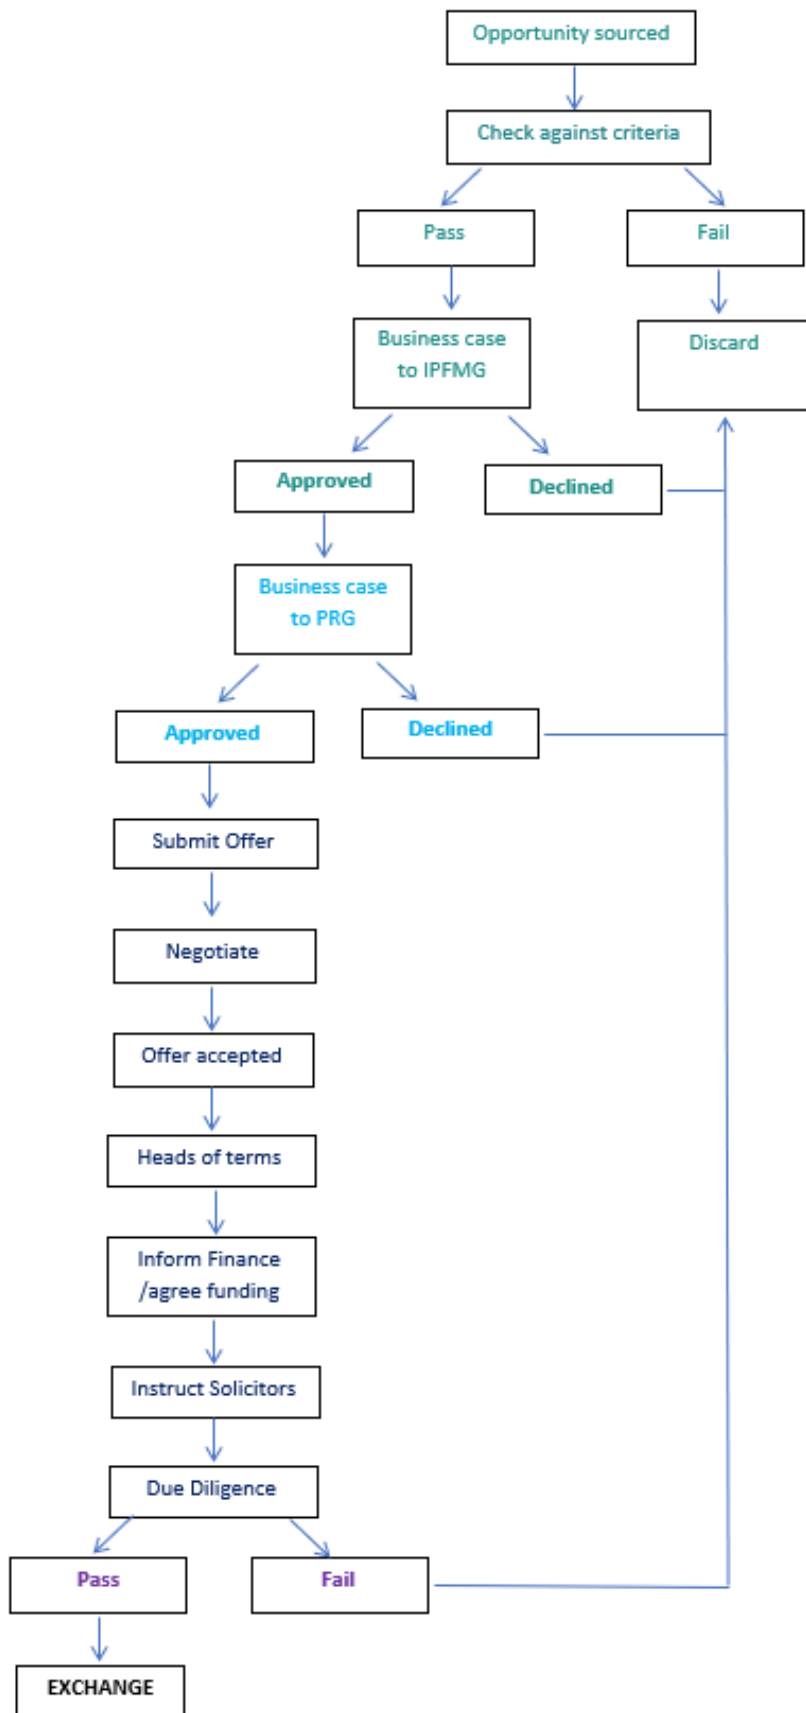 Opportunity sourced
Check against criteria
Pass
Fail
Business case
to IPFMG
Discard
Approved
Declined
Business case
to PRG
Approved
Declined
Submit Offer
Negotiate
Offer accepted
Heads of terms
Inform Finance
/agree funding
Instruct Solicitors
Due Diligence
Pass
Fail
EXCHANGE